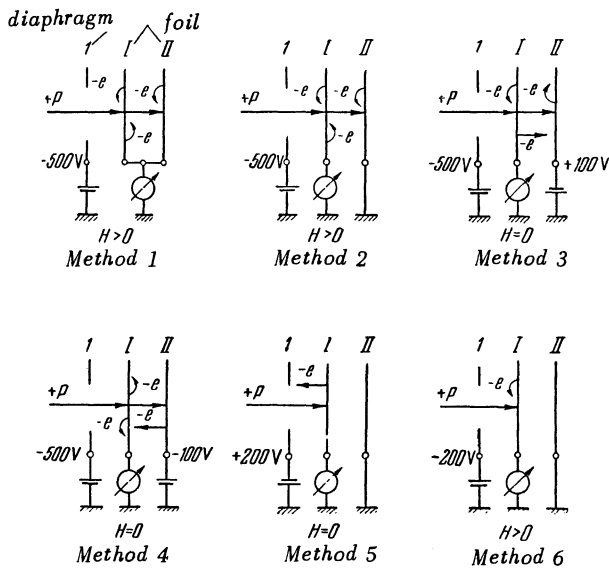 diaphragm foil
1 I II
-e -e
+p
-e
-500V
H>0
Method 1
1 I II
-e -e
+p
-e
-500V
H>0
Method 2
1 I II
-e -e
+p
-e
-500V +100V
H=0
Method 3
1 I II
-e
+p -e
-e
-500V -100V
H=0
Method 4
1 I II
-e
+p
+200V
H=0
Method 5
1 I II
-e
+p
-200V
H>0
Method 6